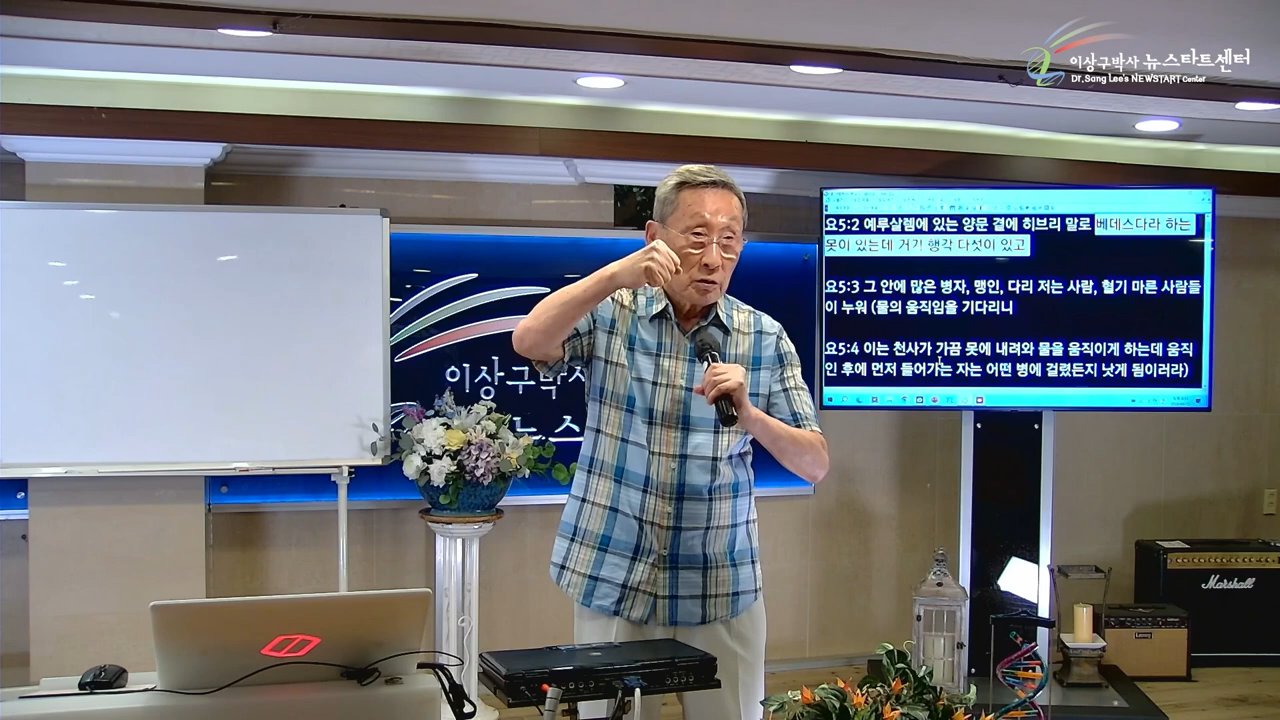 이상구박사 뉴스타트센터
Dr. Sang Lee's NEWSTART Center
요5:2 예루살렘에 있는 양문 곁에 히브리 말로 베데스다라 하는
못이 있는데 거기 행각 다섯이 있고
요5:3 그 안에 많은 병자, 맹인, 다리 저는 사람, 혈기 마른 사람들
이 누워 (물의 움직임을 기다리니
요5:4 이는 천사가 가끔 못에 내려와 물을 움직이게 하는데 움직
인 후에 먼저 들어가는 자는 어떤 병에 걸렸든지 낫게 됨이러라)
이상구박사
뉴스
Marshall
Laney